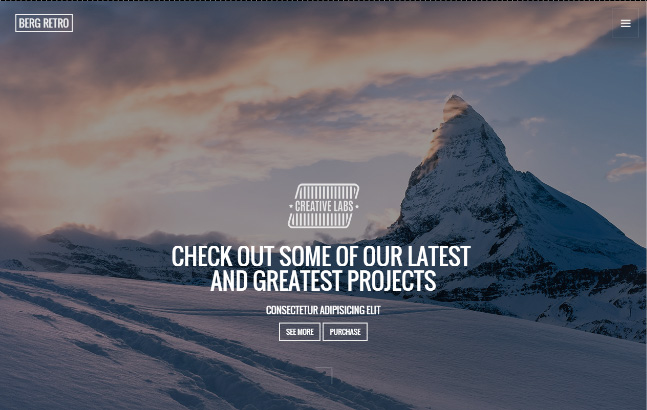 BERG RETRO
CREATIVE LABS
CHECK OUT SOME OF OUR LATEST
AND GREATEST PROJECTS
CONSECTETUR ADIPISICING ELIT
SEE MORE PURCHASE